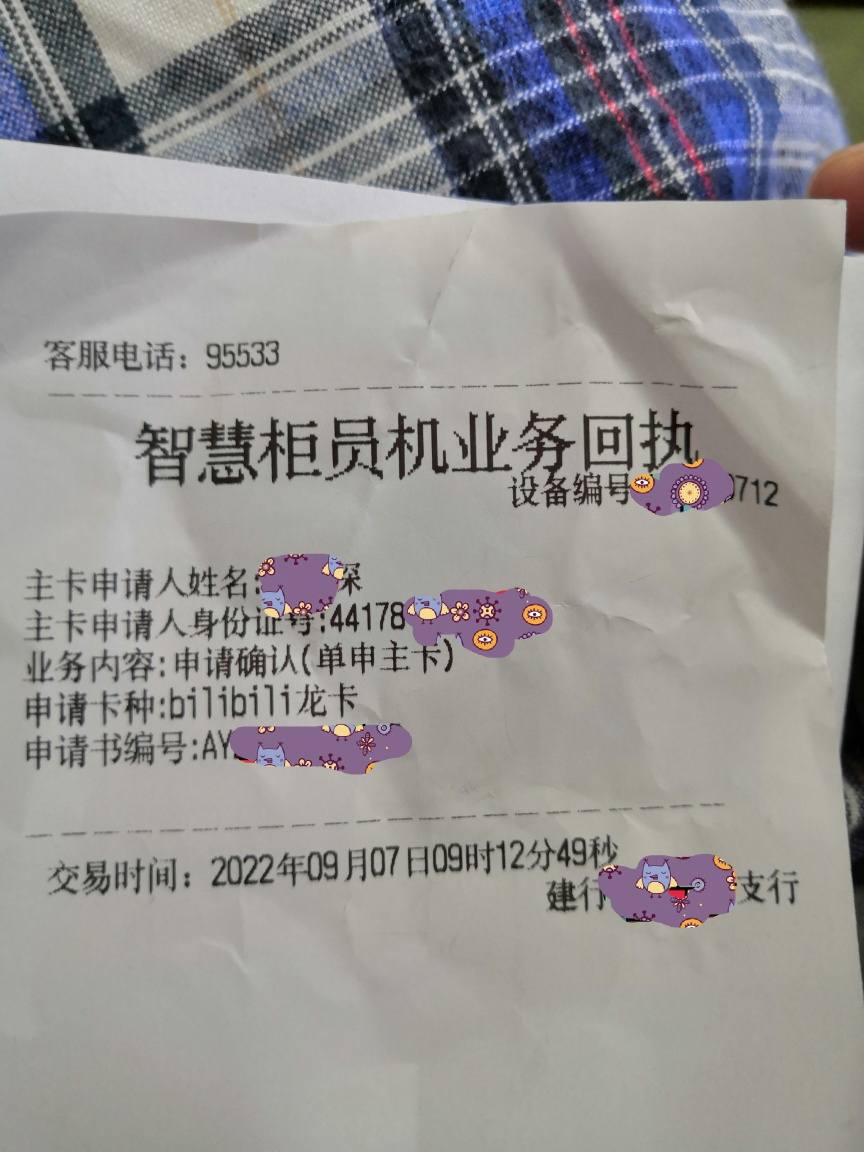 客服电话：95533
智慧柜员机业务回执
设备编号 712
主卡申请人姓名: 深
主卡申请人身份证号:44178
业务内容:申请确认(单申主卡)
申请卡种:bilibili龙卡
申请书编号:AY
交易时间：2022年09月07日09时12分49秒
建行 支行